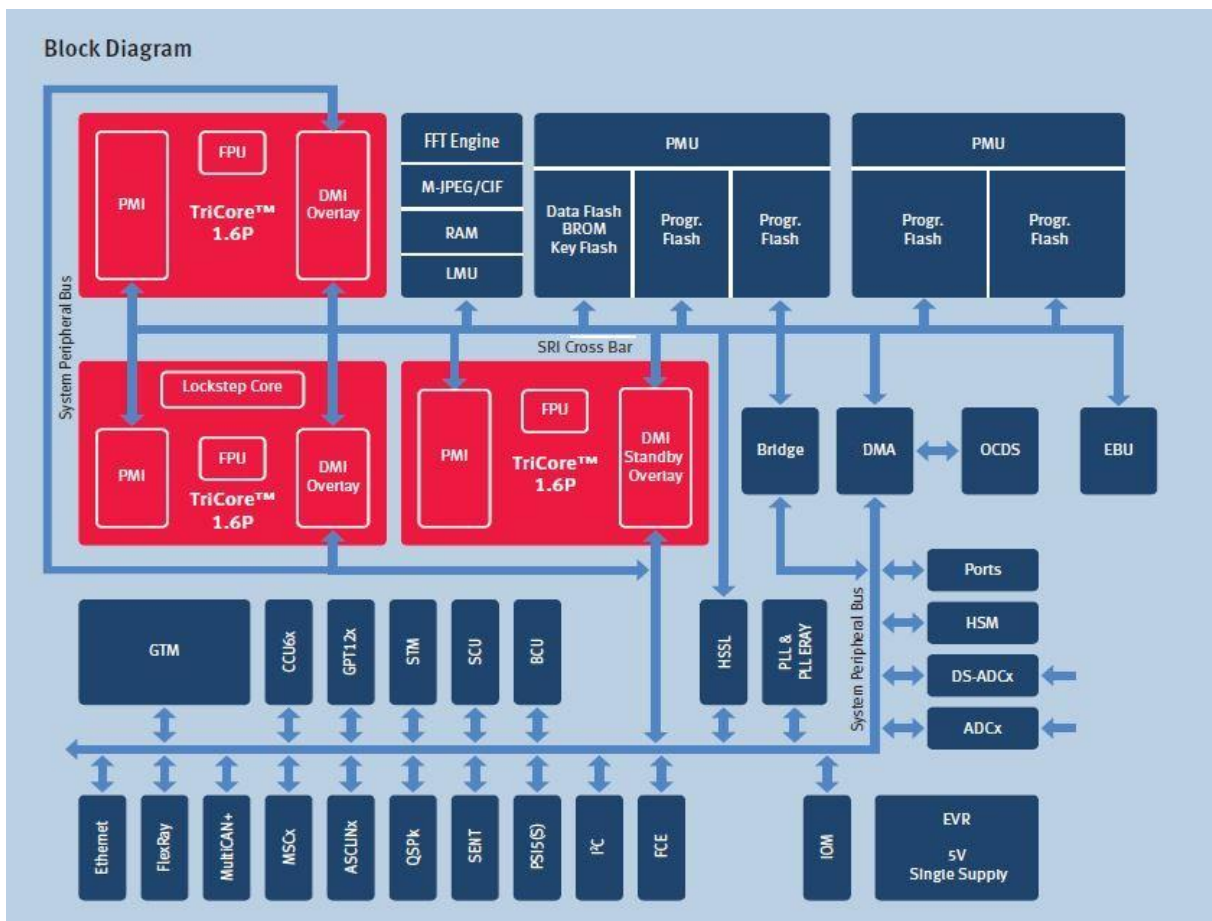 Block Diagram
FFT Engine
M-JPEG/CIF
RAM
LMU
PMU
Data Flash
BROM
Key Flash
Progr.
Flash
Progr.
Flash
PMU
Progr.
Flash
Progr.
Flash
PMI
FPU
TriCore™
1.6P
DMI
Overlay
System Peripheral Bus
SRI Cross Bar
Lockstep Core
PMI
FPU
TriCore™
1.6P
DMI
Overlay
PMI
FPU
TriCore™
1.6P
DMI
Standby
Overlay
Bridge
DMA
OCDS
EBU
System Peripheral Bus
Ports
HSM
DS-ADCx
ADCx
GTM
CCU6x
GPT12x
STM
SCU
BCU
HSSL
PLL &
PLL ERAY
Ethernet
FlexRay
MultiCAN+
MSCx
ASCLINx
QSPIx
SENT
PSI5(S)
I²C
FCE
IOM
EVR
5V
Single Supply